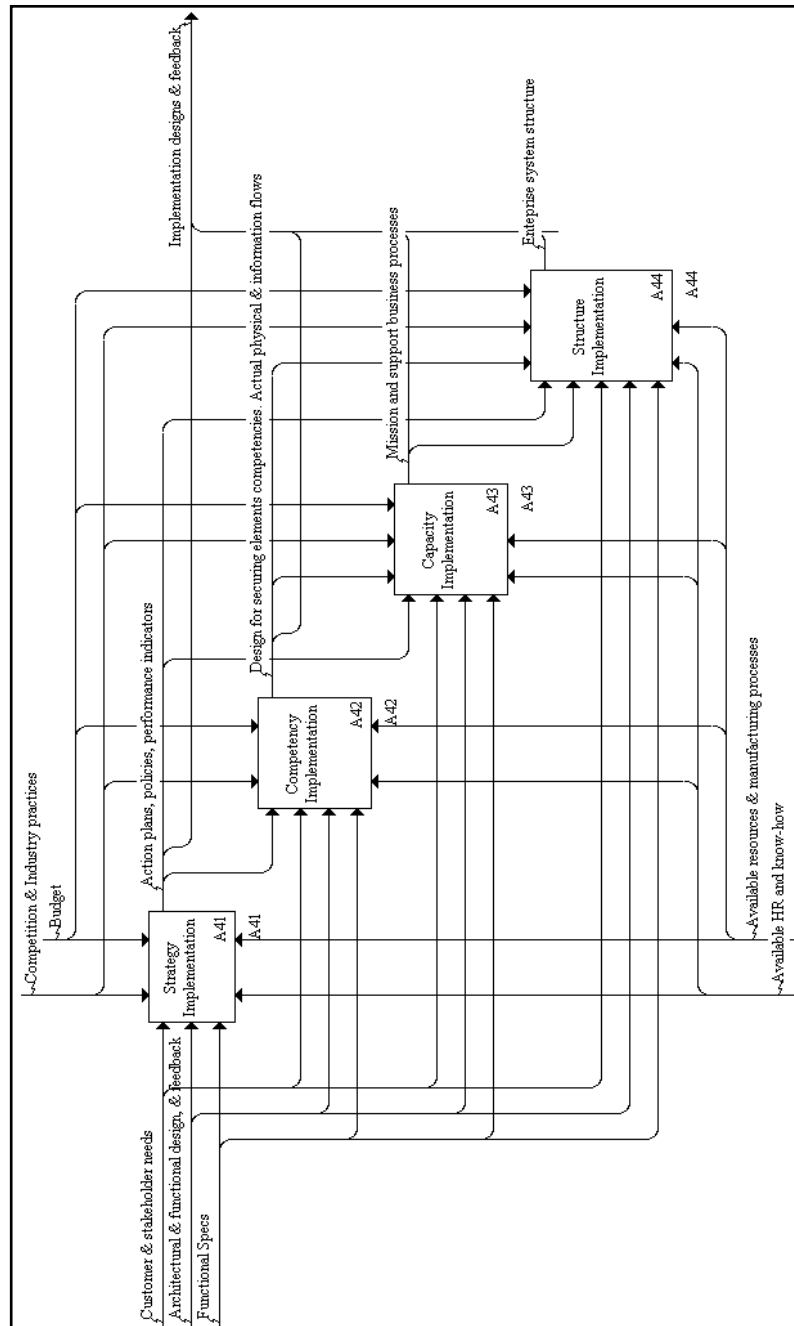 Competition & Industry practices
Budget
Customer & stakeholder needs
Architectural & functional design, & feedback
Functional Specs
Strategy
Implementation
A41
A41
Action plans, policies, performance indicators
Competency
Implementation
A42
A42
Design for securing elements competencies. Actual physical & information flows
Capacity
Implementation
A43
A43
Mission and support business processes
Structure
Implementation
A44
A44
Enteprise system structure
Implementation designs & feedback
Available resources & manufacturing processes
Available HR and know-how